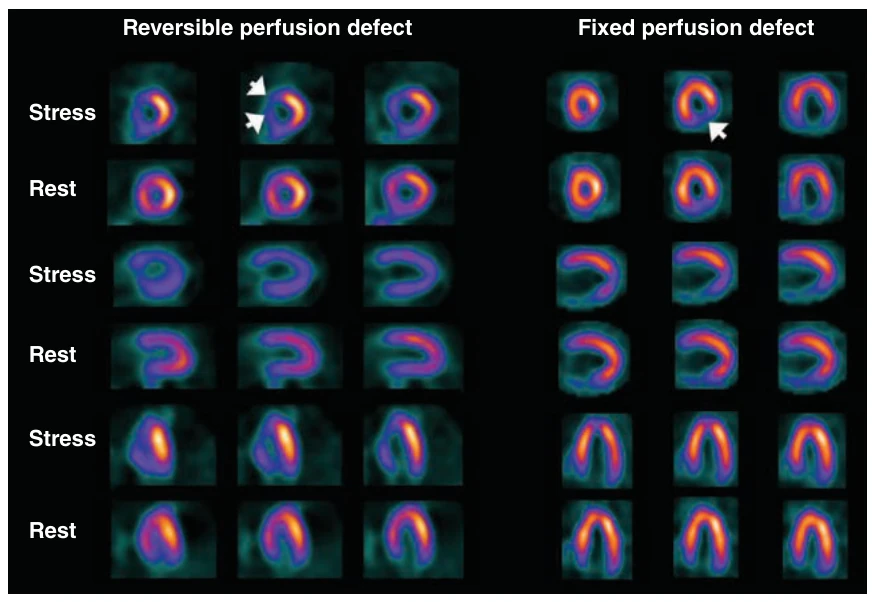 Reversible perfusion defect
Fixed perfusion defect
Stress
Rest
Stress
Rest
Stress
Rest